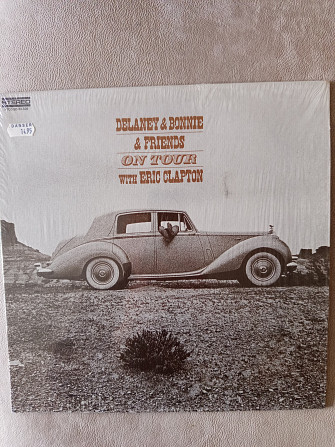 STEREO
DELANEY & BONNIE
& FRIENDS
ON TOUR
WITH ERIC CLAPTON